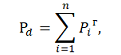 P_d = \sum_{i=1}^{n} P_i^г,